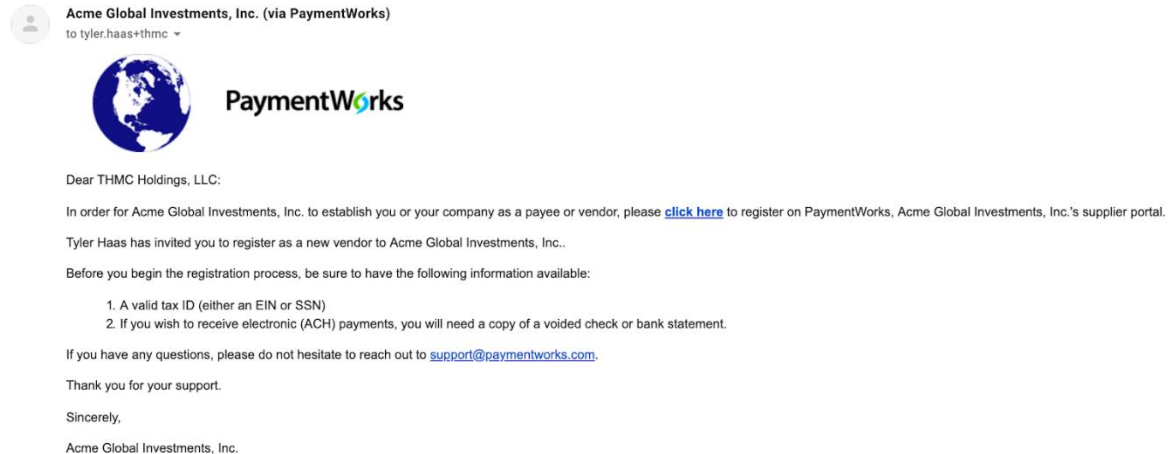 Acme Global Investments, Inc. (via PaymentWorks)
to tyler.haas+thmc
PaymentWorks
Dear THMC Holdings, LLC:
In order for Acme Global Investments, Inc. to establish you or your company as a payee or vendor, please click here to register on PaymentWorks, Acme Global Investments, Inc.'s supplier portal.
Tyler Haas has invited you to register as a new vendor to Acme Global Investments, Inc..
Before you begin the registration process, be sure to have the following information available:
1. A valid tax ID (either an EIN or SSN)
2. If you wish to receive electronic (ACH) payments, you will need a copy of a voided check or bank statement.
If you have any questions, please do not hesitate to reach out to support@paymentworks.com.
Thank you for your support.
Sincerely,
Acme Global Investments, Inc.